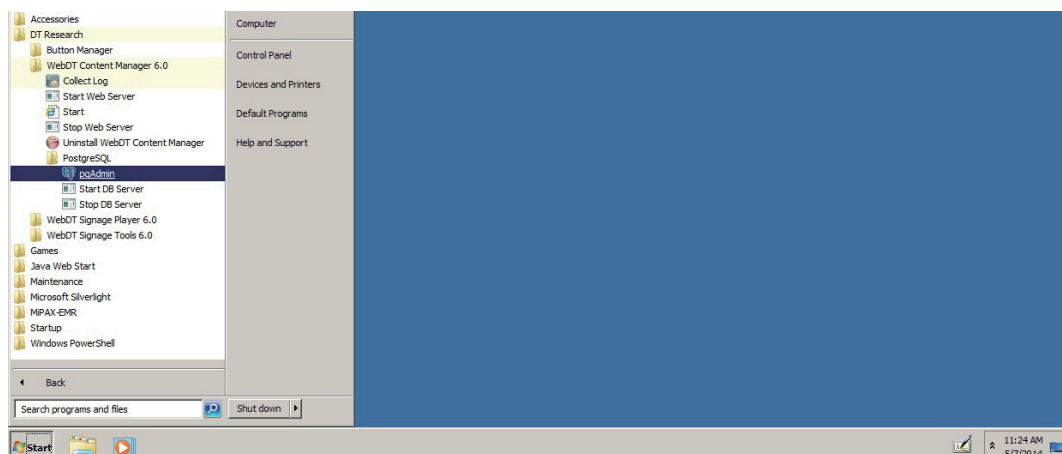 Accessories
DT Research
Button Manager
WebDT Content Manager 6.0
Collect Log
Start Web Server
Start
Stop Web Server
Uninstall WebDT Content Manager
PostgreSQL
pgAdmin
Start DB Server
Stop DB Server
WebDT Signage Player 6.0
WebDT Signage Tools 6.0
Games
Java Web Start
Maintenance
Microsoft Silverlight
MiPAX-EMR
Startup
Windows PowerShell
Back
Search programs and files
Computer
Control Panel
Devices and Printers
Default Programs
Help and Support
Shut down
Start
11:24 AM
5/7/2014